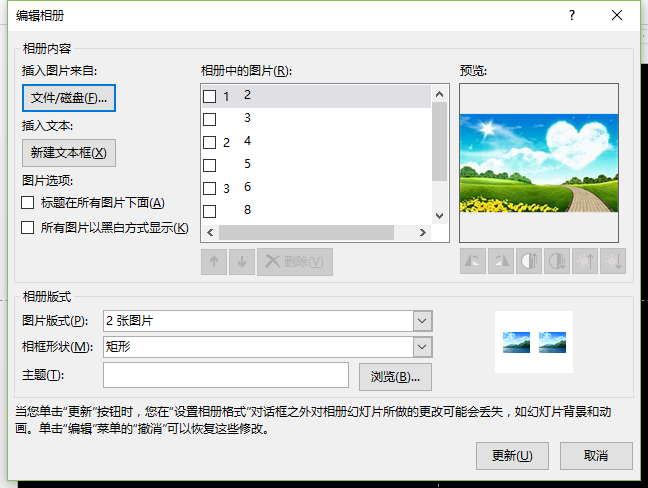 编辑相册
?
相册内容
插入图片来自:
文件/磁盘(F)...
插入文本:
新建文本框(X)
图片选项:
标题在所有图片下面(A)
所有图片以黑白方式显示(K)
相册中的图片(R):
1 2
3
2 4
5
3 6
8
删除(V)
预览:
相册版式
图片版式(P): 2 张图片
相框形状(M): 矩形
主题(T):
浏览(B)...
当您单击“更新”按钮时，您在“设置相册格式”对话框之外对相册幻灯片所做的更改可能会丢失，如幻灯片背景和动
画。单击“编辑”菜单的“撤消”可以恢复这些修改。
更新(U)
取消